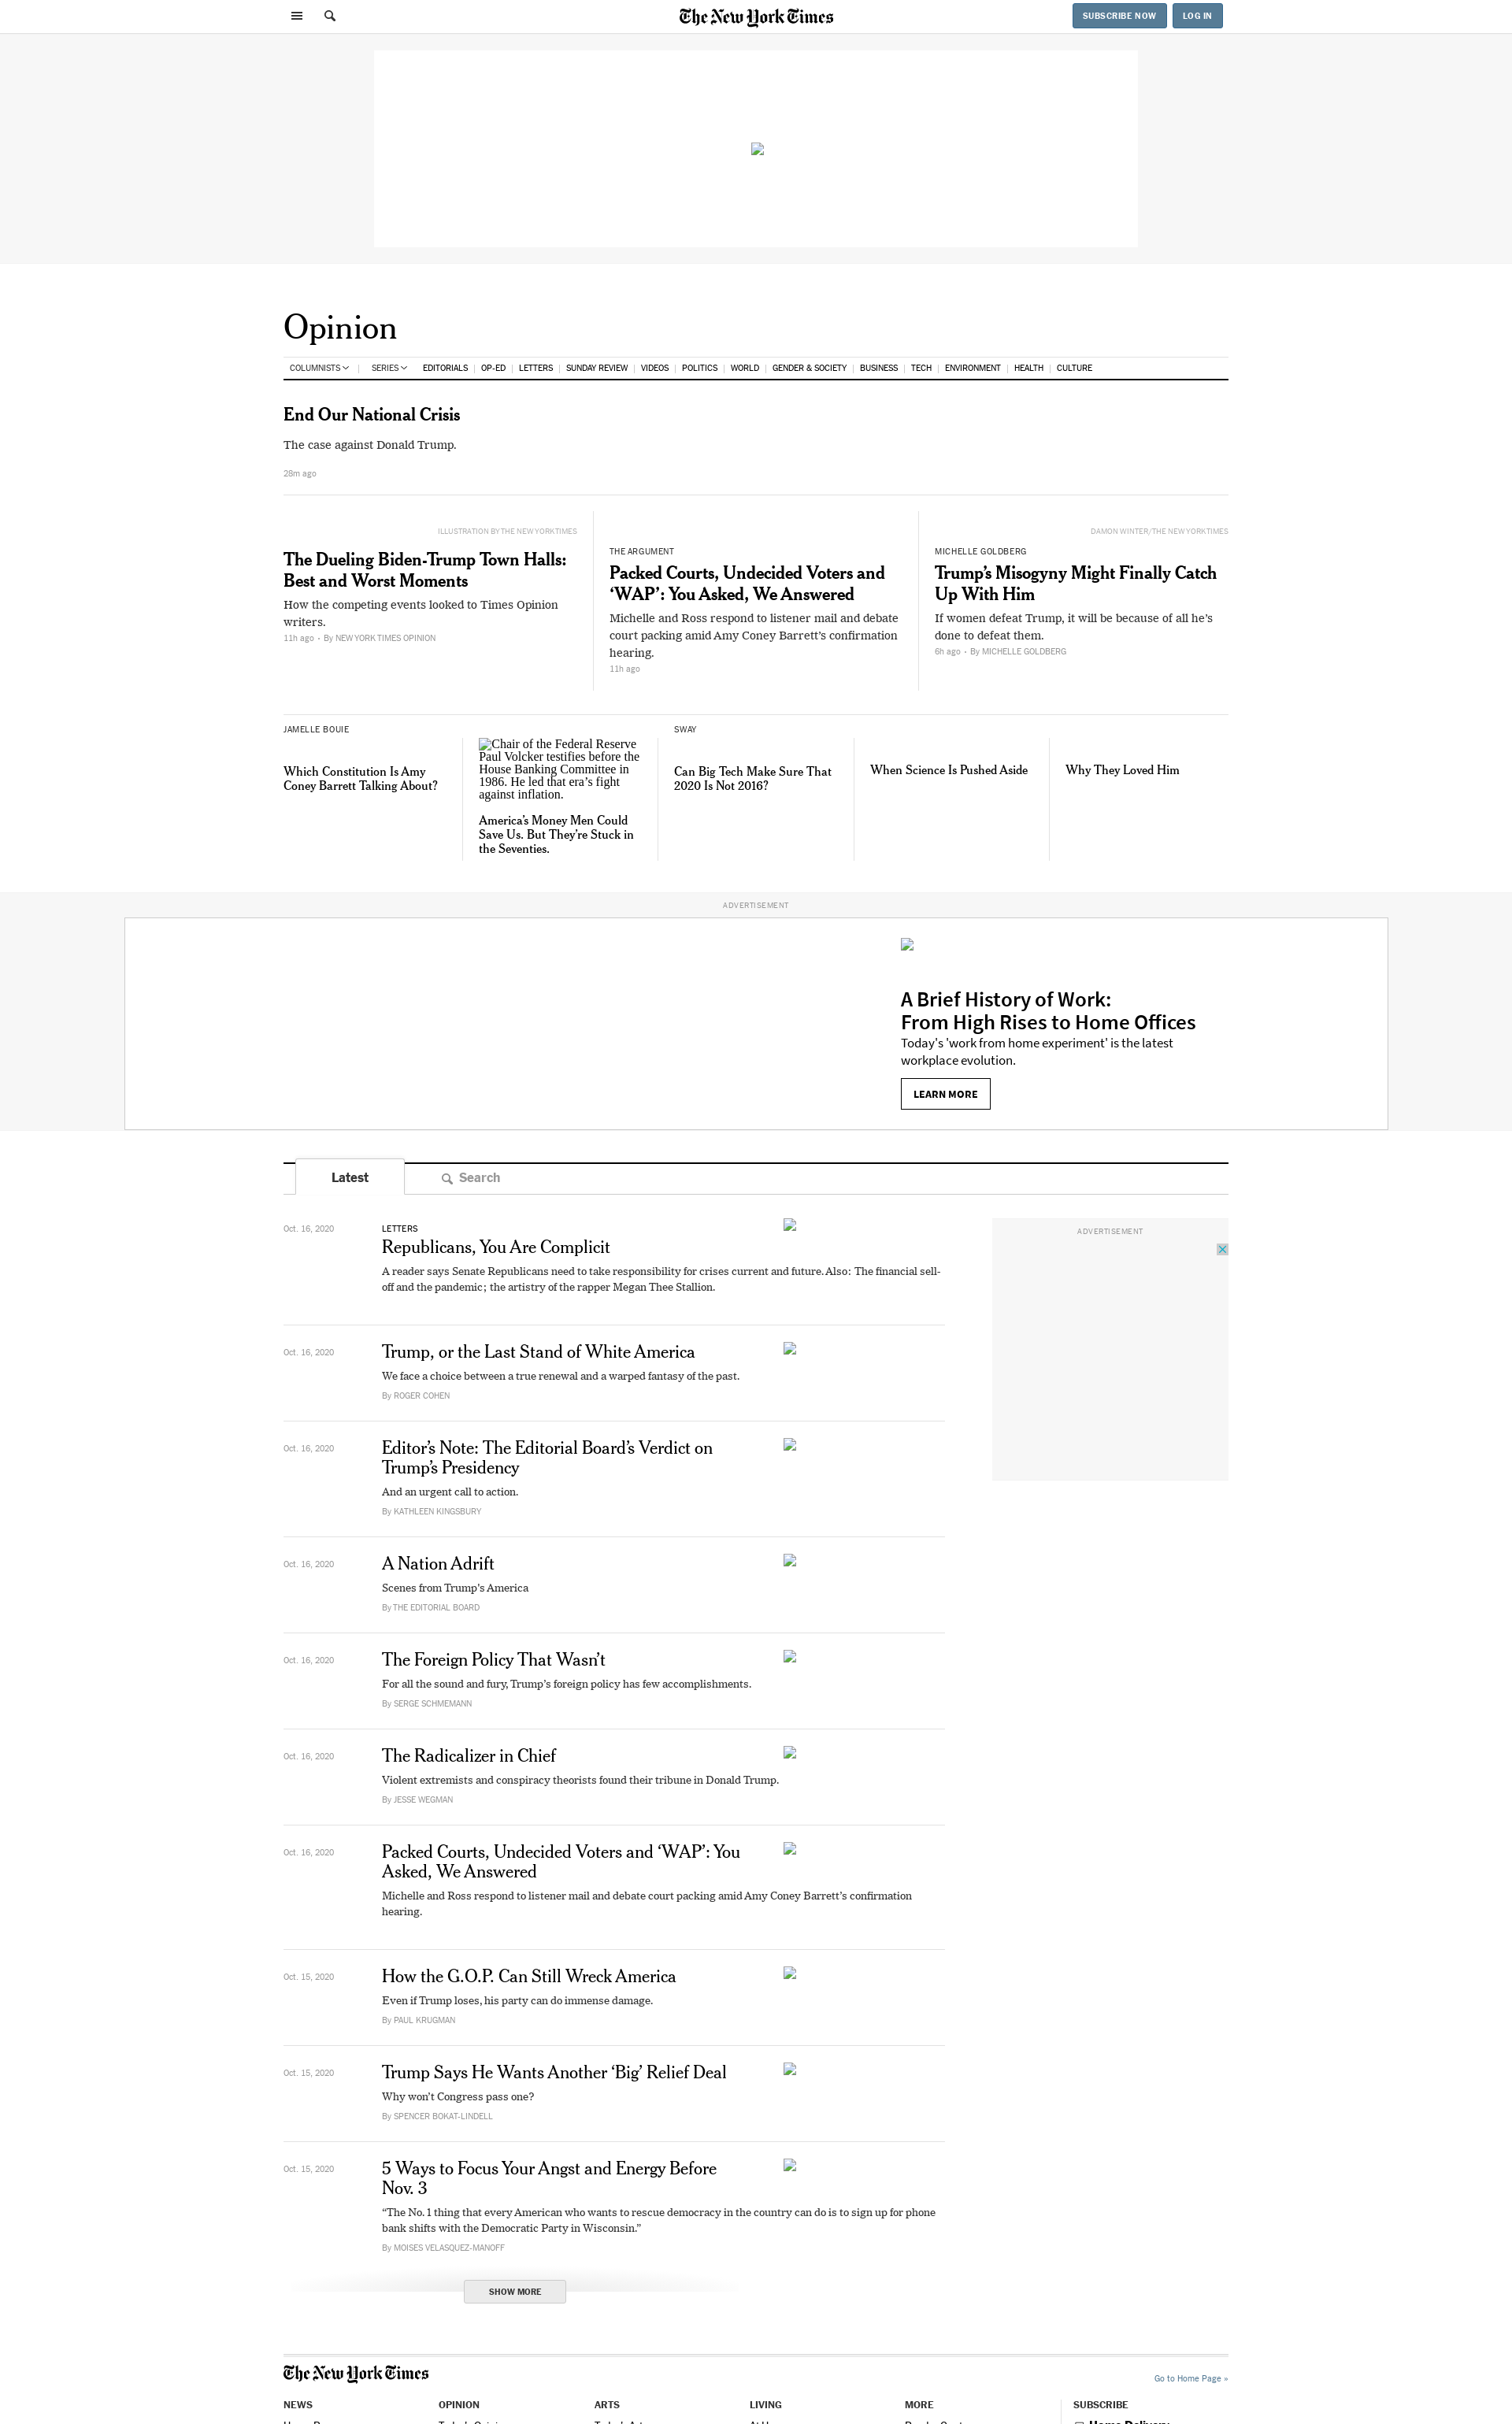 The New York Times
SUBSCRIBE NOW
LOG IN
Opinion
COLUMNISTS
SERIES
EDITORIALS
OP-ED
LETTERS
SUNDAY REVIEW
VIDEOS
POLITICS
WORLD
GENDER & SOCIETY
BUSINESS
TECH
ENVIRONMENT
HEALTH
CULTURE
End Our National Crisis
The case against Donald Trump.
28m ago
ILLUSTRATION BY THE NEW YORK TIMES
The Dueling Biden-Trump Town Halls:
Best and Worst Moments
How the competing events looked to Times Opinion
writers.
11h ago • By NEW YORK TIMES OPINION
THE ARGUMENT
Packed Courts, Undecided Voters and
‘WAP’: You Asked, We Answered
Michelle and Ross respond to listener mail and debate
court packing amid Amy Coney Barrett’s confirmation
hearing.
11h ago
DAMON WINTER/THE NEW YORK TIMES
MICHELLE GOLDBERG
Trump’s Misogyny Might Finally Catch
Up With Him
If women defeat Trump, it will be because of all he’s
done to defeat them.
6h ago • By MICHELLE GOLDBERG
JAMELLE BOUIE
Which Constitution Is Amy
Coney Barrett Talking About?
Chair of the Federal Reserve
Paul Volcker testifies before the
House Banking Committee in
1986. He led that era’s fight
against inflation.
America’s Money Men Could
Save Us. But They’re Stuck in
the Seventies.
SWAY
Can Big Tech Make Sure That
2020 Is Not 2016?
When Science Is Pushed Aside
Why They Loved Him
ADVERTISEMENT
A Brief History of Work:
From High Rises to Home Offices
Today's 'work from home experiment' is the latest
workplace evolution.
LEARN MORE
Latest
Search
Oct. 16, 2020
LETTERS
Republicans, You Are Complicit
A reader says Senate Republicans need to take responsibility for crises current and future. Also: The financial sell-
off and the pandemic; the artistry of the rapper Megan Thee Stallion.
ADVERTISEMENT
Oct. 16, 2020
Trump, or the Last Stand of White America
We face a choice between a true renewal and a warped fantasy of the past.
By ROGER COHEN
Oct. 16, 2020
Editor’s Note: The Editorial Board’s Verdict on
Trump’s Presidency
And an urgent call to action.
By KATHLEEN KINGSBURY
Oct. 16, 2020
A Nation Adrift
Scenes from Trump’s America
By THE EDITORIAL BOARD
Oct. 16, 2020
The Foreign Policy That Wasn’t
For all the sound and fury, Trump’s foreign policy has few accomplishments.
By SERGE SCHMEMANN
Oct. 16, 2020
The Radicalizer in Chief
Violent extremists and conspiracy theorists found their tribune in Donald Trump.
By JESSE WEGMAN
Oct. 16, 2020
Packed Courts, Undecided Voters and ‘WAP’: You
Asked, We Answered
Michelle and Ross respond to listener mail and debate court packing amid Amy Coney Barrett’s confirmation
hearing.
Oct. 15, 2020
How the G.O.P. Can Still Wreck America
Even if Trump loses, his party can do immense damage.
By PAUL KRUGMAN
Oct. 15, 2020
Trump Says He Wants Another ‘Big’ Relief Deal
Why won’t Congress pass one?
By SPENCER BOKAT-LINDELL
Oct. 15, 2020
5 Ways to Focus Your Angst and Energy Before
Nov. 3
“The No. 1 thing that every American who wants to rescue democracy in the country can do is to sign up for phone
bank shifts with the Democratic Party in Wisconsin.”
By MOISES VELASQUEZ-MANOFF
SHOW MORE
The New York Times
Go to Home Page »
NEWS
OPINION
ARTS
LIVING
MORE
SUBSCRIBE